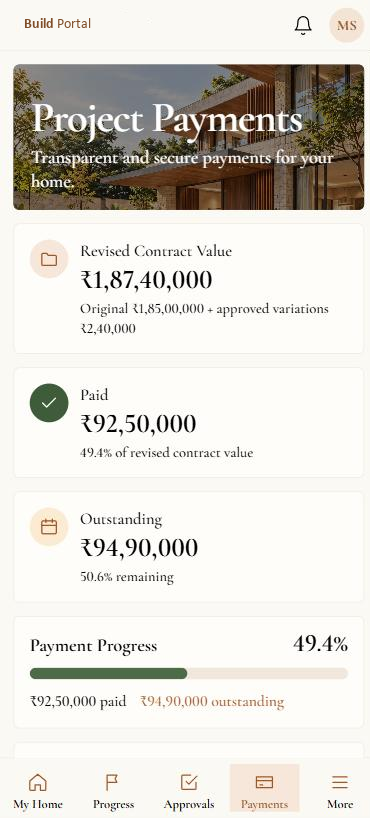 Build Portal
MS
Project Payments
Transparent and secure payments for your
home.
Revised Contract Value
₹1,87,40,000
Original ₹1,85,00,000 + approved variations
₹2,40,000
Paid
₹92,50,000
49.4% of revised contract value
Outstanding
₹94,90,000
50.6% remaining
Payment Progress 49.4%
₹92,50,000 paid ₹94,90,000 outstanding
My Home Progress Approvals Payments More